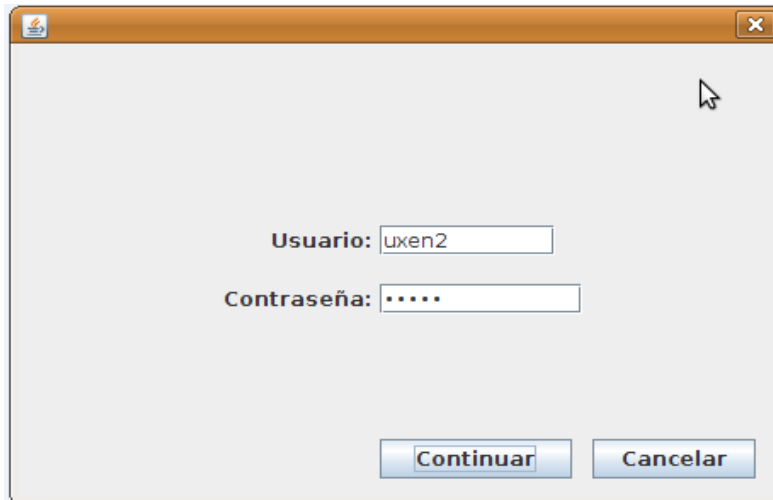 Usuario: uxen2
Contraseña: •••••
Continuar Cancelar